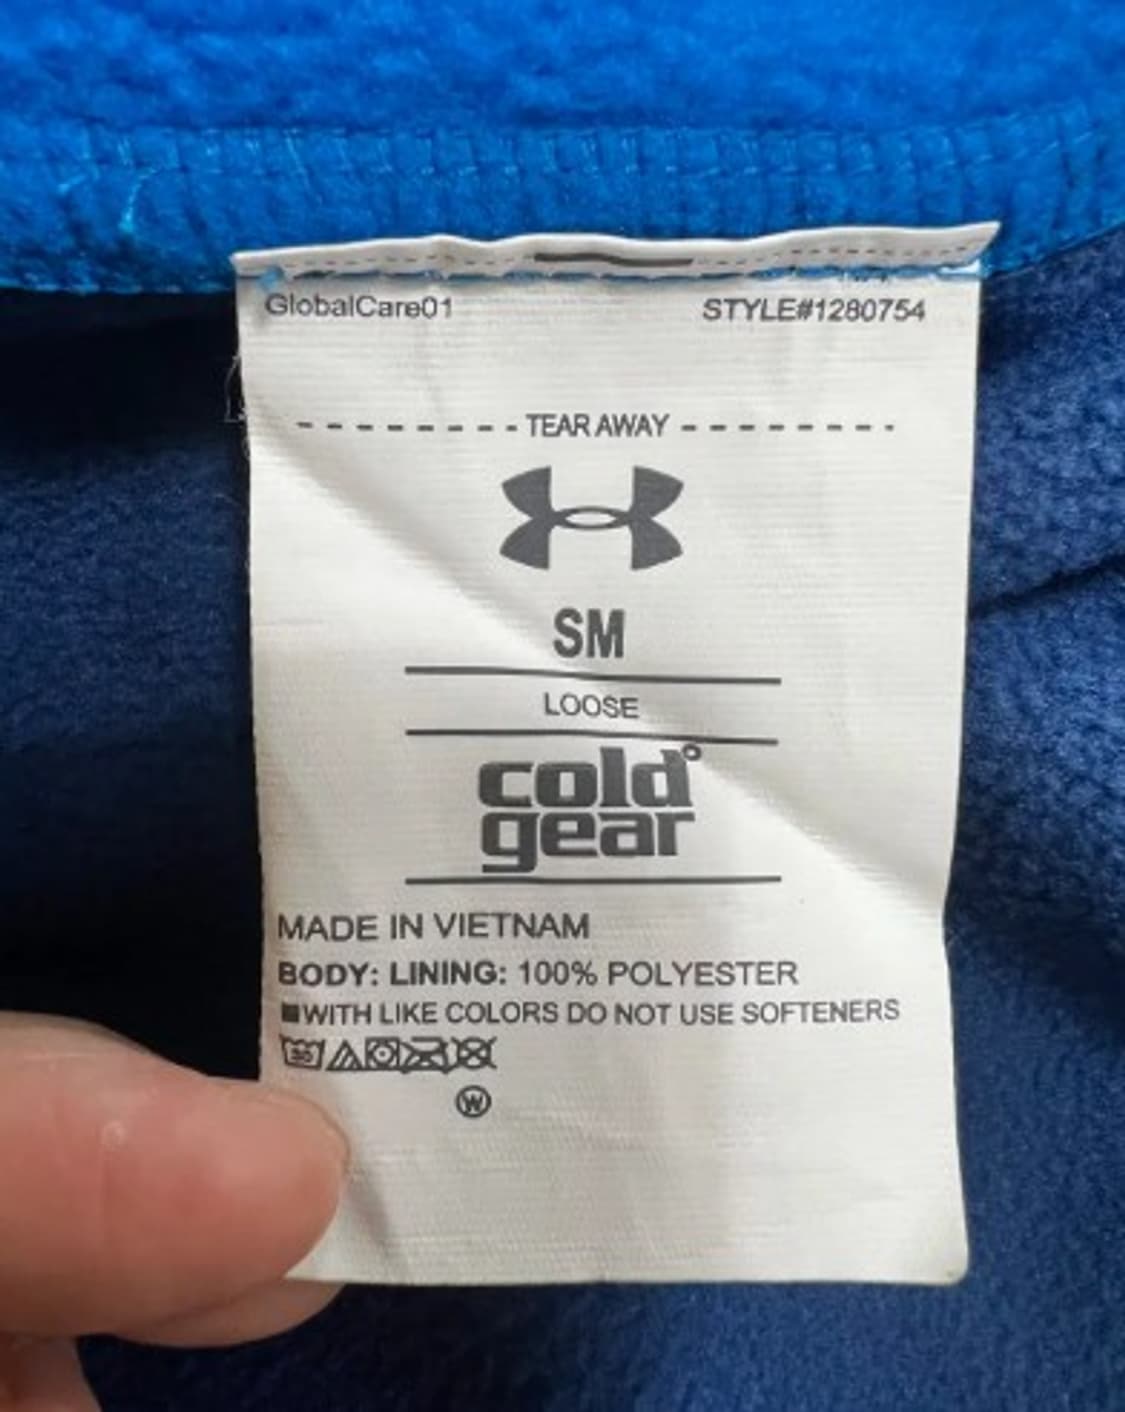 GlobalCare01 STYLE#1280754
TEAR AWAY
SM
LOOSE
cold
gear
MADE IN VIETNAM
BODY: LINING: 100% POLYESTER
WITH LIKE COLORS DO NOT USE SOFTENERS
30
W